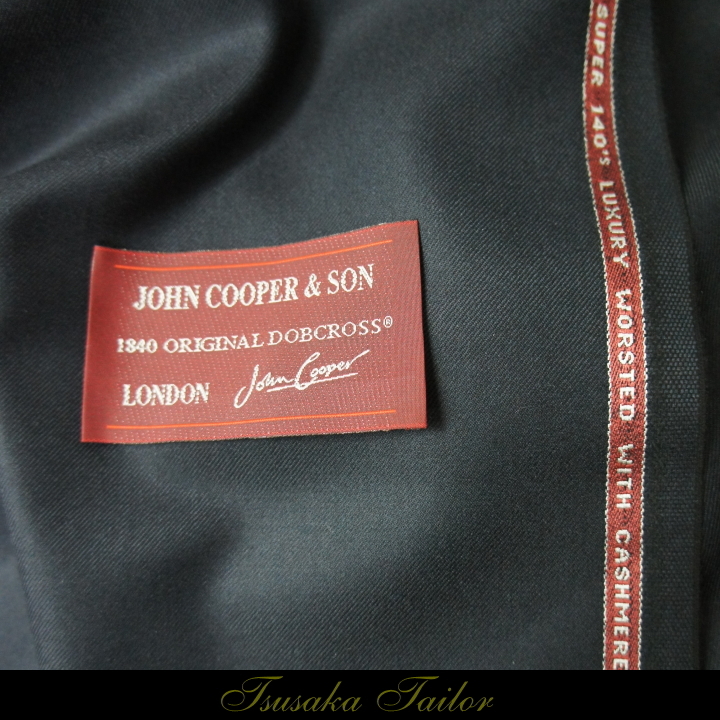 JOHN COOPER & SON
1840 ORIGINAL DOBCROSS®
LONDON John Cooper
SUPER 140's LUXURY WORSTED WITH CASHMERE
Tsusaka Tailor